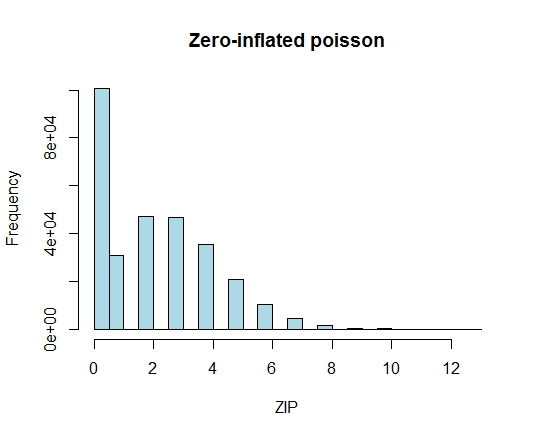 Zero-inflated poisson
Frequency
8e+04
4e+04
0e+00
0 2 4 6 8 10 12
ZIP